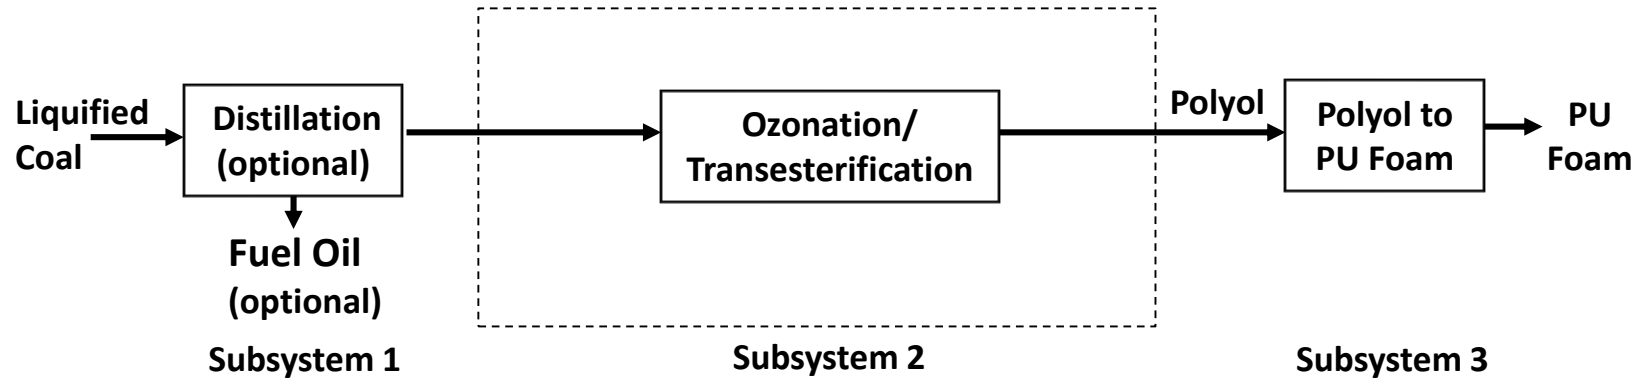 Liquified
Coal
Distillation
(optional)
Fuel Oil
(optional)
Subsystem 1
Ozonation/
Transesterification
Subsystem 2
Polyol
Polyol to
PU Foam
PU
Foam
Subsystem 3